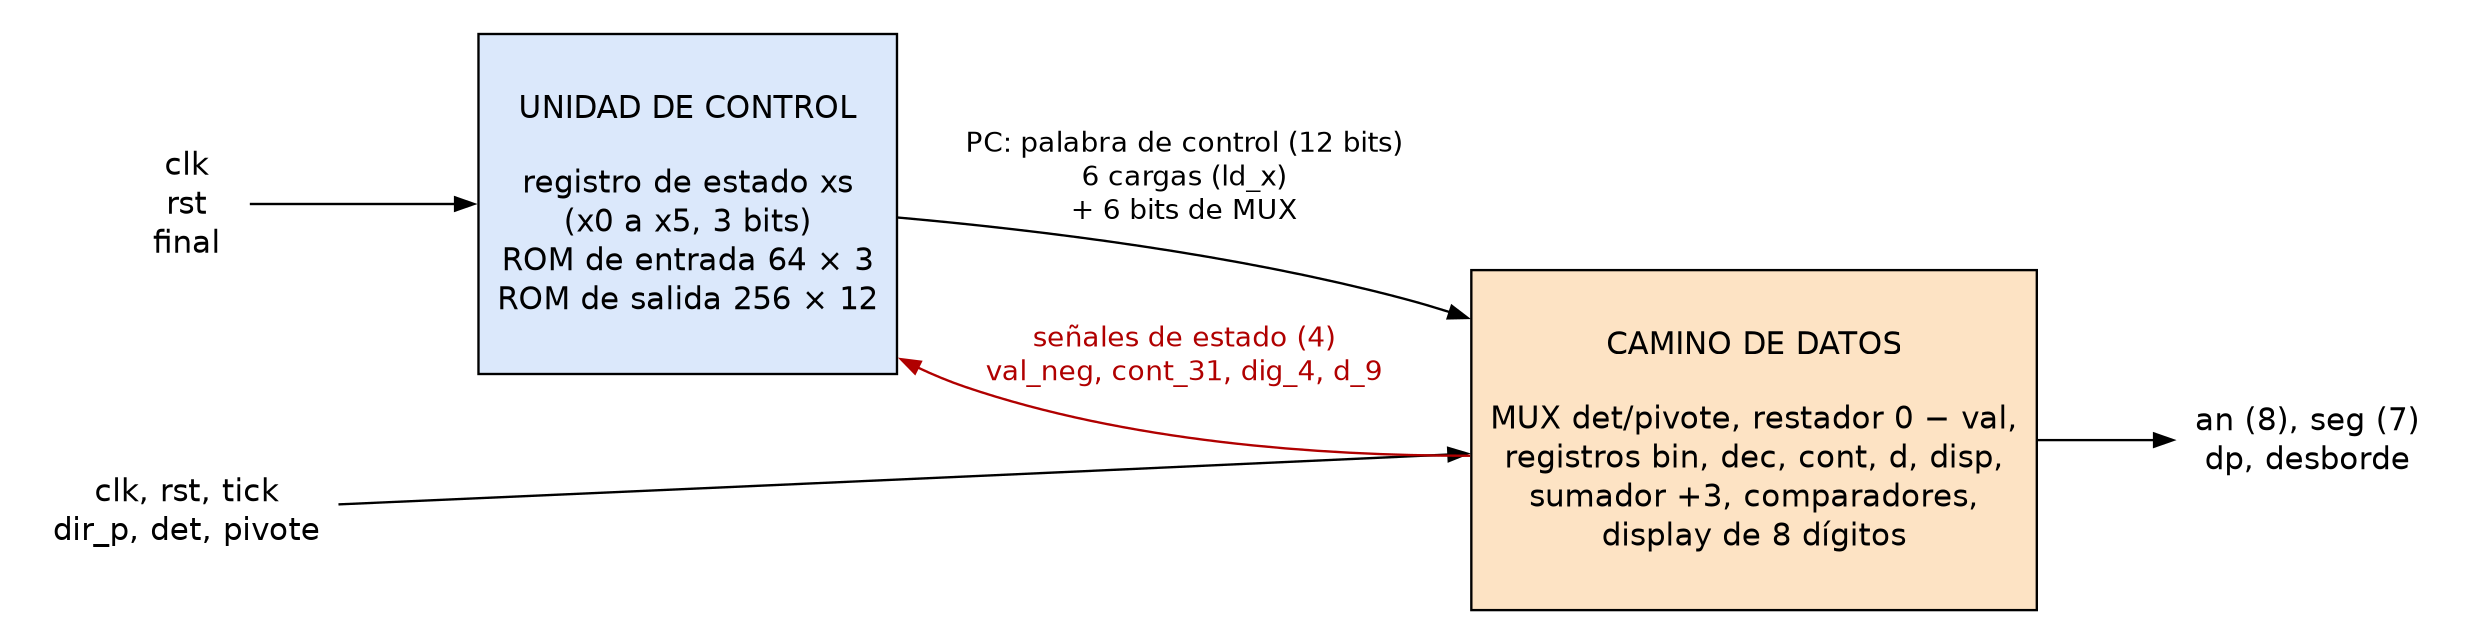 clk
rst
final
UNIDAD DE CONTROL
registro de estado xs
(x0 a x5, 3 bits)
ROM de entrada 64 × 3
ROM de salida 256 × 12
PC: palabra de control (12 bits)
6 cargas (ld_x)
+ 6 bits de MUX
señales de estado (4)
val_neg, cont_31, dig_4, d_9
clk, rst, tick
dir_p, det, pivote
CAMINO DE DATOS
MUX det/pivote, restador 0 − val,
registros bin, dec, cont, d, disp,
sumador +3, comparadores,
display de 8 dígitos
an (8), seg (7)
dp, desborde